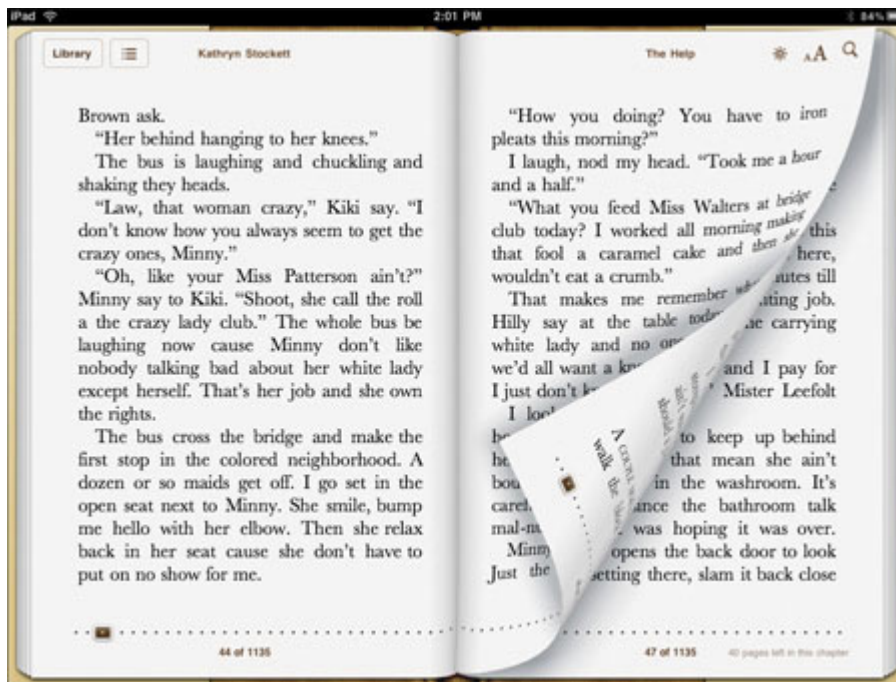 iPad
2:01 PM
84%
Library
Kathryn Stockett
The Help
AA
Brown ask.
“Her behind hanging to her knees.”
The bus is laughing and chuckling and
shaking they heads.
“Law, that woman crazy,” Kiki say. “I
don’t know how you always seem to get the
crazy ones, Minny.”
“Oh, like your Miss Patterson ain’t?”
Minny say to Kiki. “Shoot, she call the roll
a the crazy lady club.” The whole bus be
laughing now cause Minny don’t like
nobody talking bad about her white lady
except herself. That’s her job and she own
the rights.
The bus cross the bridge and make the
first stop in the colored neighborhood. A
dozen or so maids get off. I go set in the
open seat next to Minny. She smile, bump
me hello with her elbow. Then she relax
back in her seat cause she don’t have to
put on no show for me.
44 of 1135
“How you doing? You have to iron
pleats this morning?”
I laugh, nod my head. “Took me a hour
and a half.”
“What you feed Miss Walters at bridge
club today? I worked all morning making this
that fool a caramel cake and then she here,
wouldn’t eat a crumb.”
till
That makes me remember job.
Hilly say at the table today carrying
white lady and no
we’d all want a and I pay for
I just don’t Mister Leefolt
I
to keep up behind
that mean she ain’t
in the washroom. It’s
the bathroom talk
was hoping it was over.
Minny opens the back door to look
Just the setting there, slam it back close
A
walk the
47 of 1135
40 pages left in this chapter